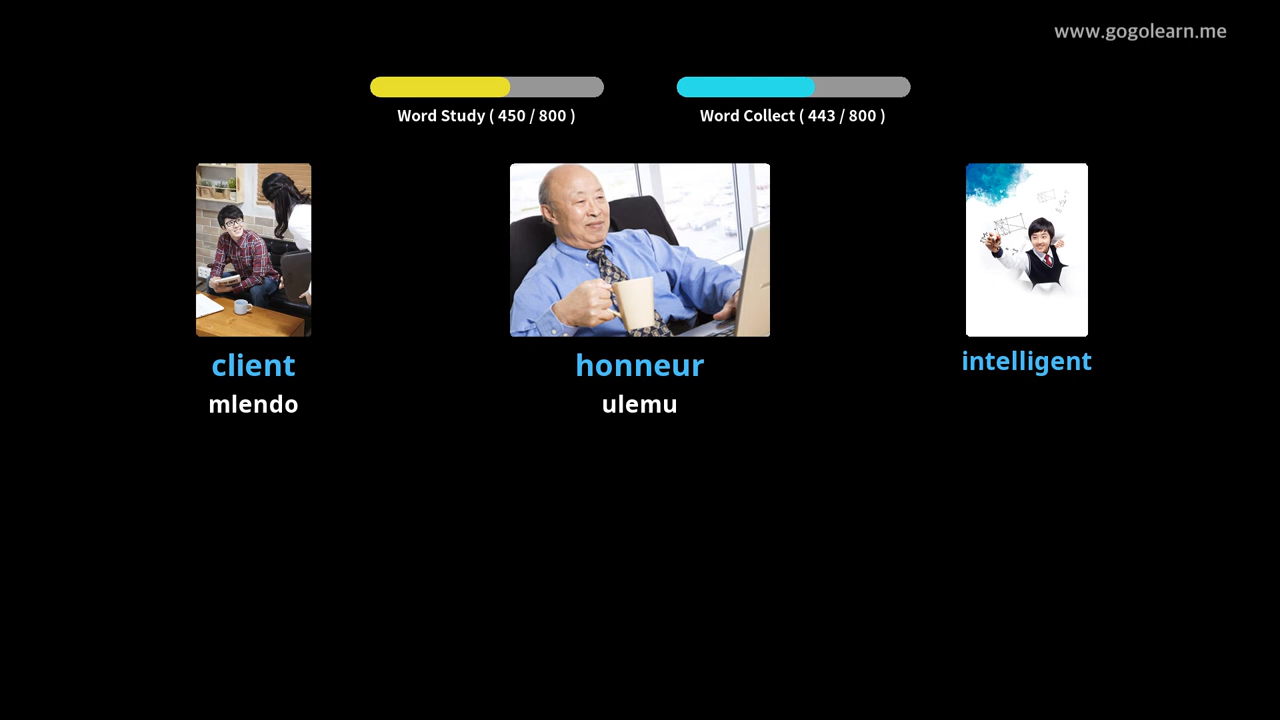 www.gogolearn.me
Word Study ( 450 / 800 )
Word Collect ( 443 / 800 )
client
mlendo
honneur
ulemu
intelligent